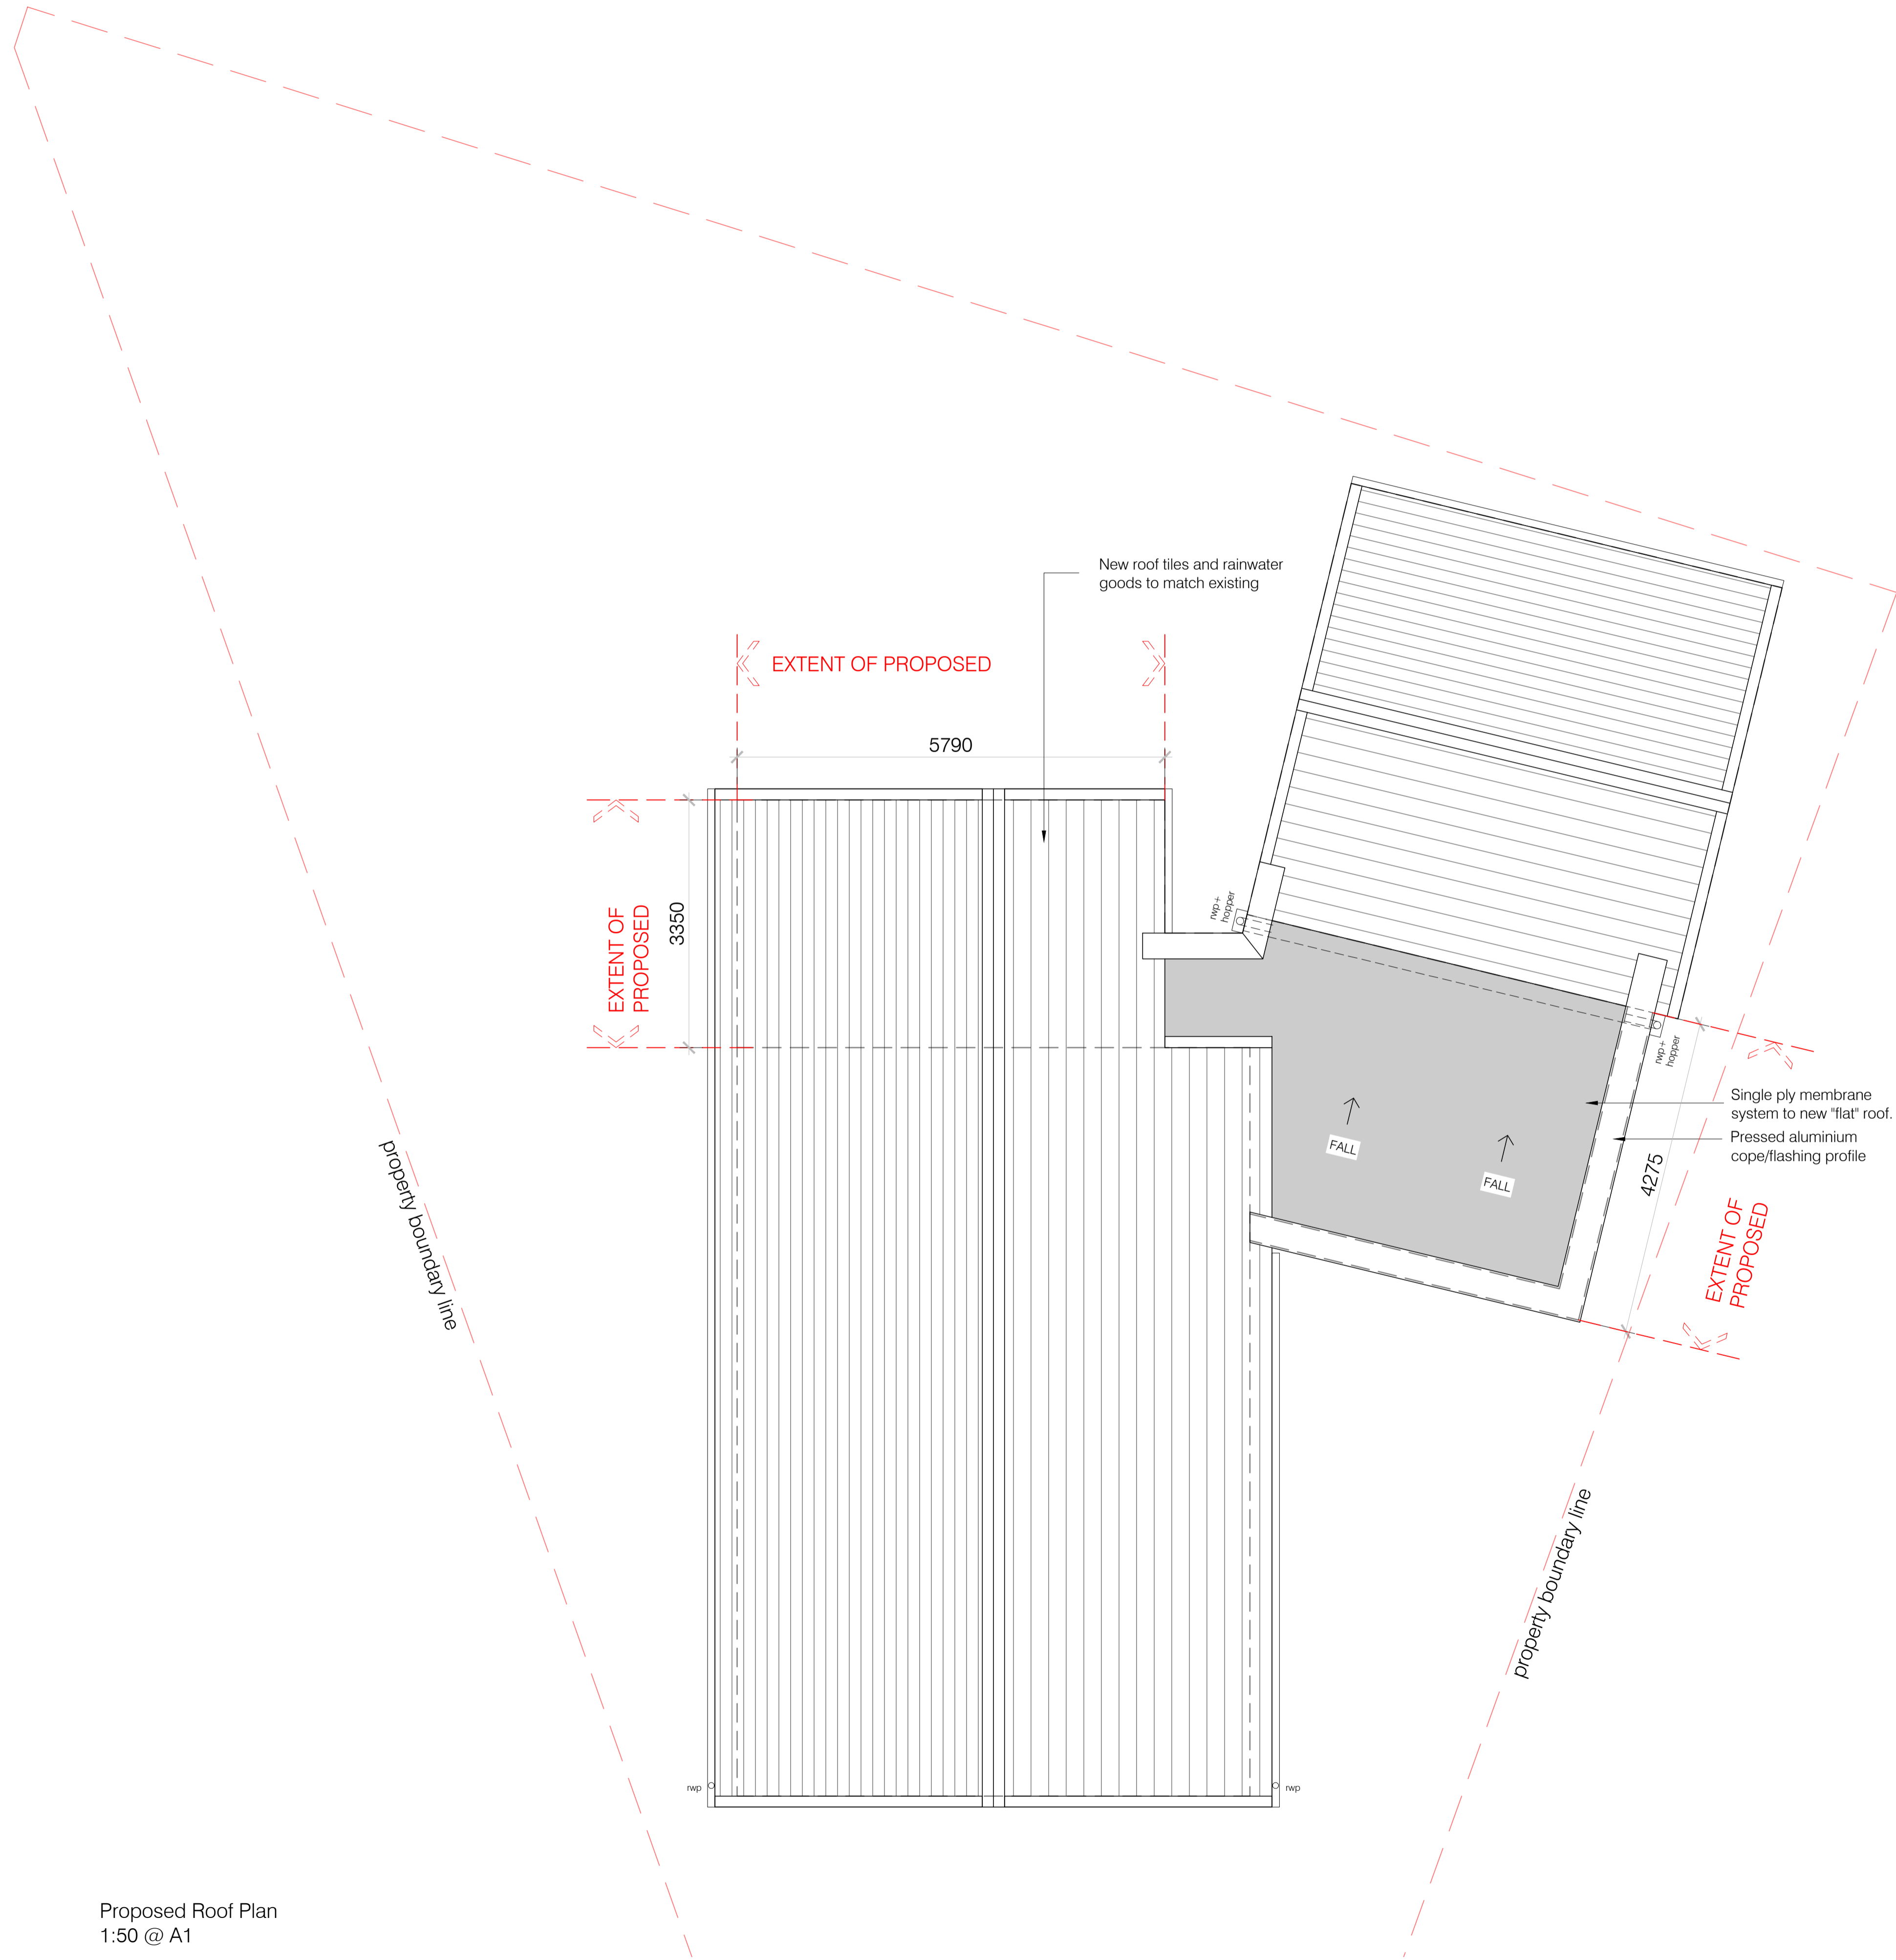 New roof tiles and rainwater
goods to match existing
EXTENT OF PROPOSED
5790
EXTENT OF
PROPOSED
3350
rwp+
hopper
rwp+
hopper
Single ply membrane
system to new "flat" roof.
Pressed aluminium
cope/flashing profile
FALL
FALL
4275
EXTENT OF
PROPOSED
property boundary line
property boundary line
rwp
rwp
Proposed Roof Plan
1:50 @ A1